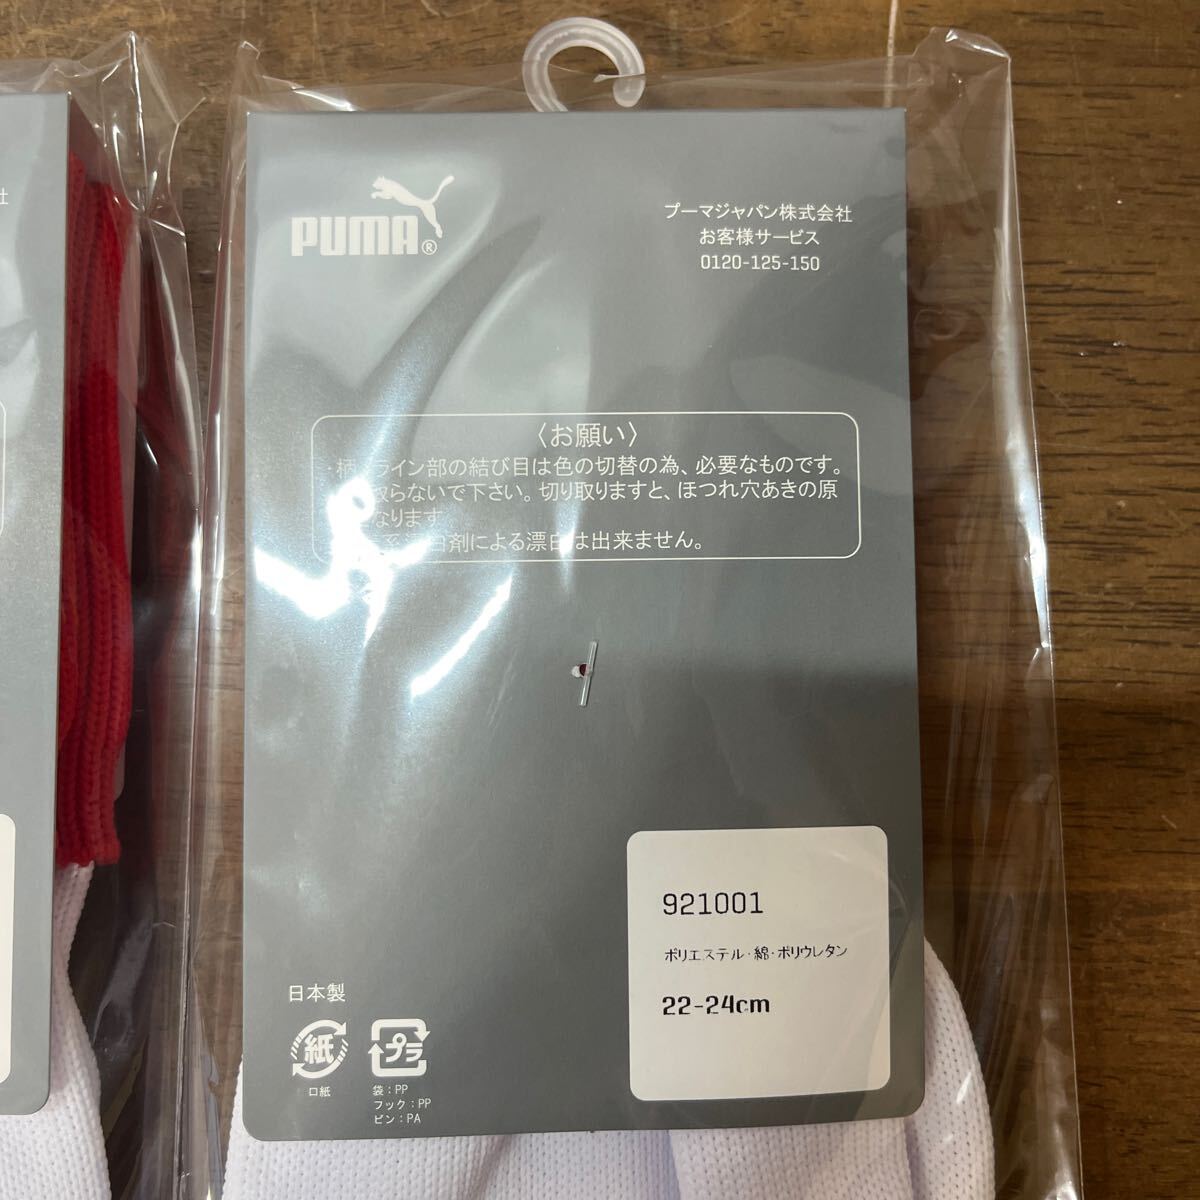 社
PUMA®
プーマジャパン株式会社
お客様サービス
0120-125-150
〈お願い〉
・柄、ライン部の結び目は色の切替の為、必要なものです。
取らないで下さい。切り取りますと、ほつれ穴あきの原
なります
系漂白剤による漂白は出来ません。
921001
ポリエステル・綿・ポリウレタン
22-24cm
日本製
紙
プラ
口紙
袋：PP
フック：PP
ピン：PA